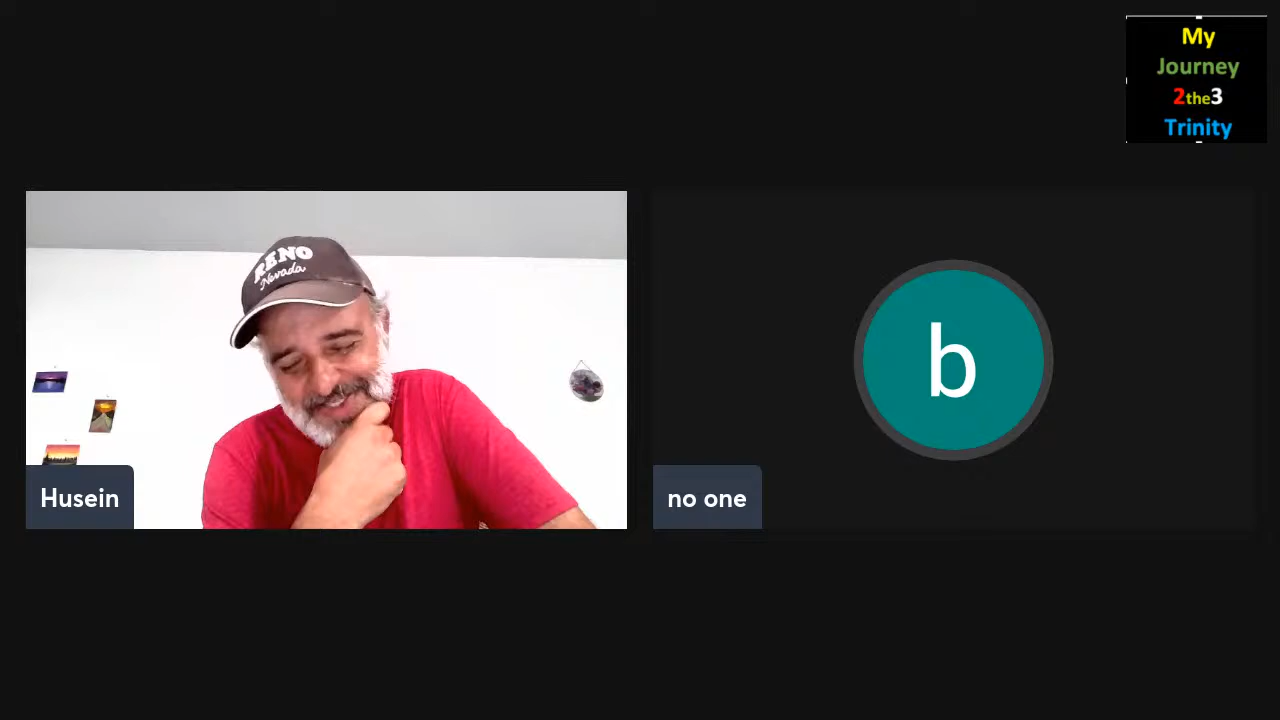 My
Journey
2the3
Trinity
RENO
Nevada
b
Husein
no one